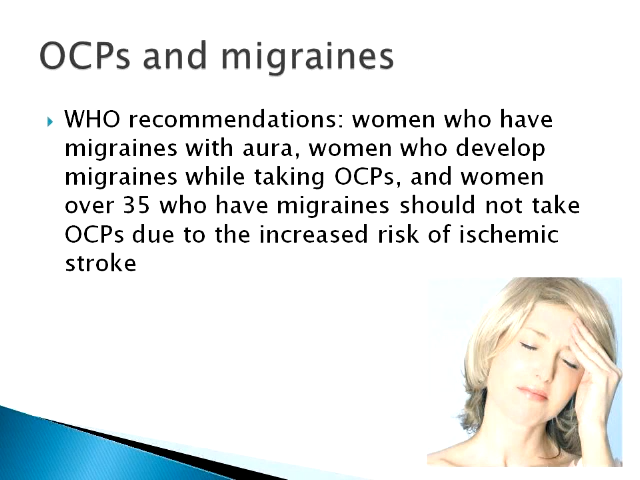 OCPs and migraines
WHO recommendations: women who have
migraines with aura, women who develop
migraines while taking OCPs, and women
over 35 who have migraines should not take
OCPs due to the increased risk of ischemic
stroke